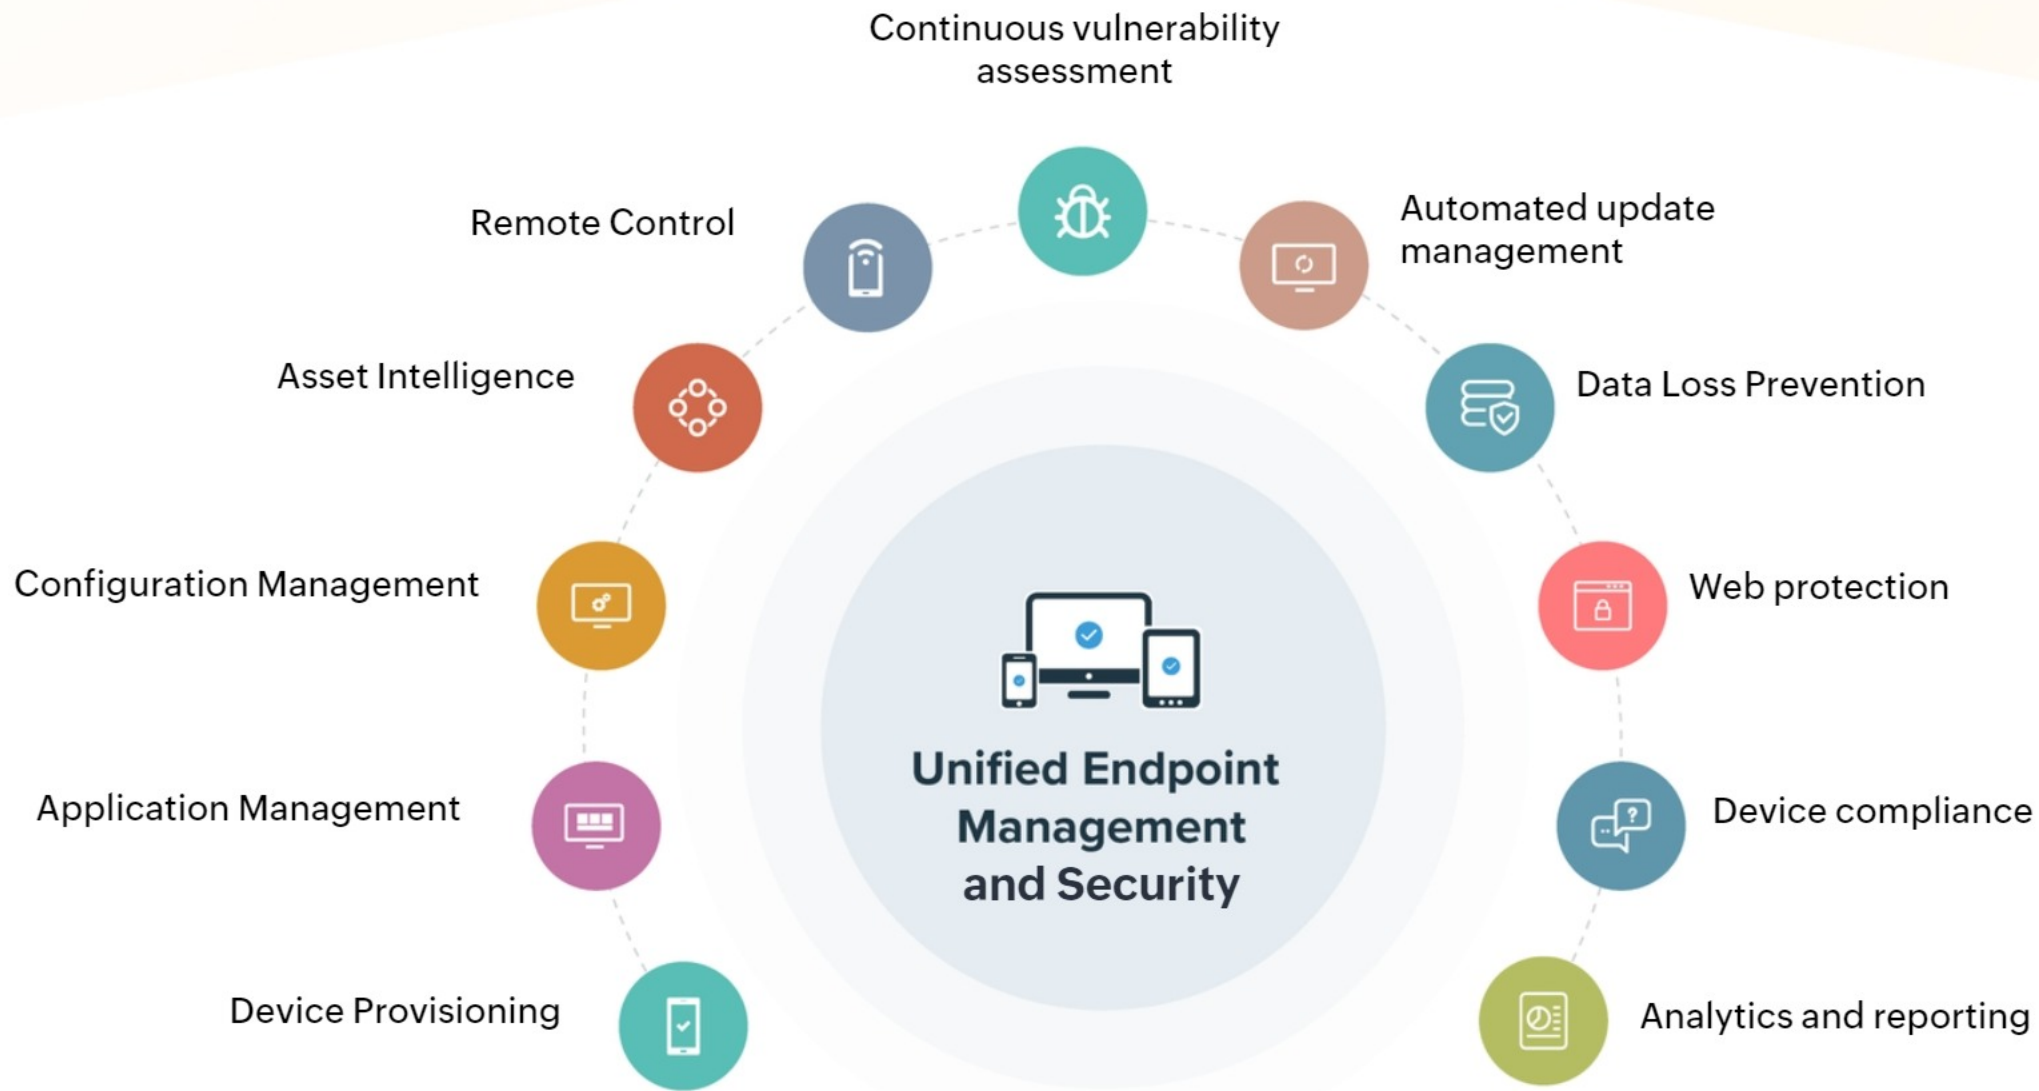 Continuous vulnerability
assessment
Remote Control
Automated update
management
Asset Intelligence
Data Loss Prevention
Configuration Management
Web protection
Unified Endpoint
Management
and Security
Application Management
Device compliance
Device Provisioning
Analytics and reporting